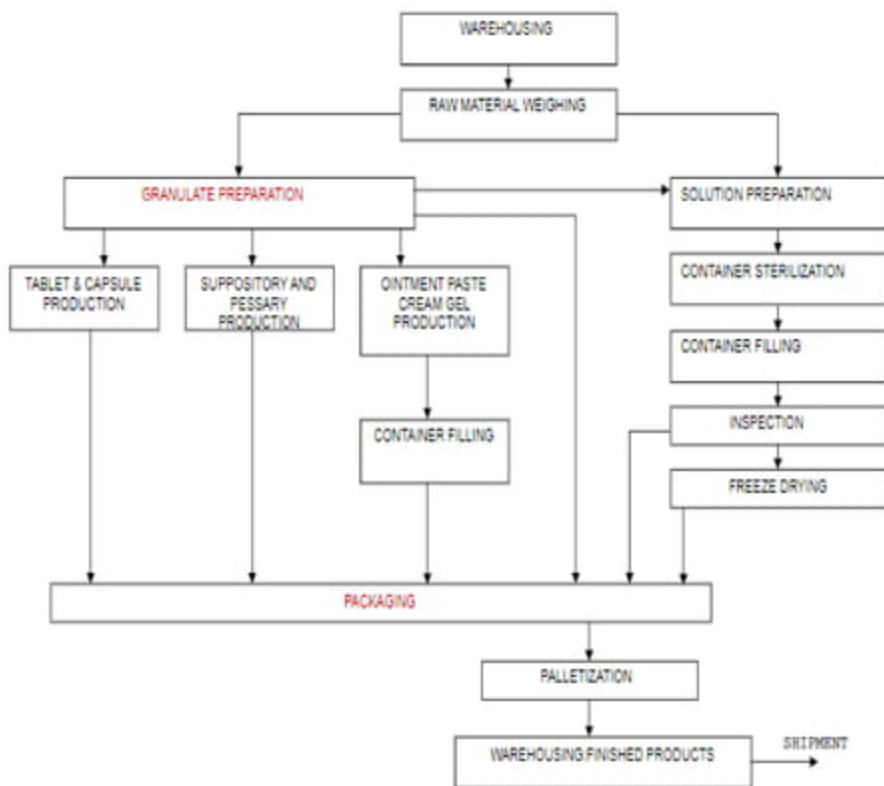 WAREHOUSING
RAW MATERIAL WEIGHING
GRANULATE PREPARATION
SOLUTION PREPARATION
TABLET & CAPSULE
PRODUCTION
SUPPOSITORY AND
PESSARY
PRODUCTION
OINTMENT PASTE
CREAM GEL
PRODUCTION
CONTAINER STERILIZATION
CONTAINER FILLING
INSPECTION
CONTAINER FILLING
FREEZE DRYING
PACKAGING
PALLETIZATION
WAREHOUSING FINISHED PRODUCTS
SHIPMENT